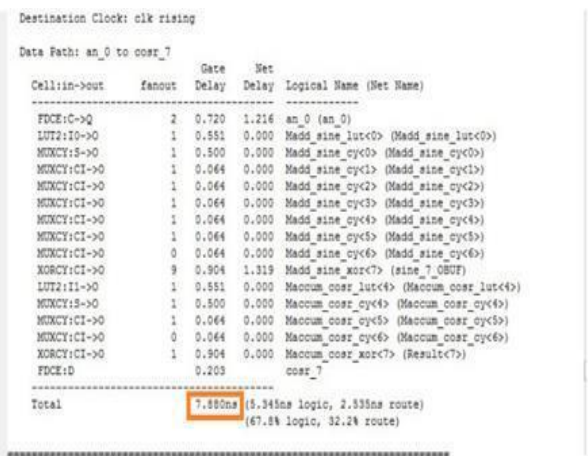 Destination Clock: clk rising
Data Path: an_0 to cosr_7
Gate Net
Cell:in->out fanout Delay Delay Logical Name (Net Name)
FDCE:C->Q 2 0.720 1.216 an_0 (an_0)
LUT2:I0->O 1 0.551 0.000 Madd_sine_lut<0> (Madd_sine_lut<0>)
MUXCY:S->O 1 0.500 0.000 Madd_sine_cy<0> (Madd_sine_cy<0>)
MUXCY:CI->O 1 0.064 0.000 Madd_sine_cy<1> (Madd_sine_cy<1>)
MUXCY:CI->O 1 0.064 0.000 Madd_sine_cy<2> (Madd_sine_cy<2>)
MUXCY:CI->O 1 0.064 0.000 Madd_sine_cy<3> (Madd_sine_cy<3>)
MUXCY:CI->O 1 0.064 0.000 Madd_sine_cy<4> (Madd_sine_cy<4>)
MUXCY:CI->O 1 0.064 0.000 Madd_sine_cy<5> (Madd_sine_cy<5>)
MUXCY:CI->O 0 0.064 0.000 Madd_sine_cy<6> (Madd_sine_cy<6>)
XORCY:CI->O 9 0.904 1.319 Madd_sine_xor<7> (sine_7_OBUF)
LUT2:I1->O 1 0.551 0.000 Maccum_cosr_lut<4> (Maccum_cosr_lut<4>)
MUXCY:S->O 1 0.500 0.000 Maccum_cosr_cy<4> (Maccum_cosr_cy<4>)
MUXCY:CI->O 1 0.064 0.000 Maccum_cosr_cy<5> (Maccum_cosr_cy<5>)
MUXCY:CI->O 0 0.064 0.000 Maccum_cosr_cy<6> (Maccum_cosr_cy<6>)
XORCY:CI->O 1 0.904 0.000 Maccum_cosr_xor<7> (Result<7>)
FDCE:D 0.203 cosr_7
Total 7.880ns (5.345ns logic, 2.535ns route)
(67.8% logic, 32.2% route)